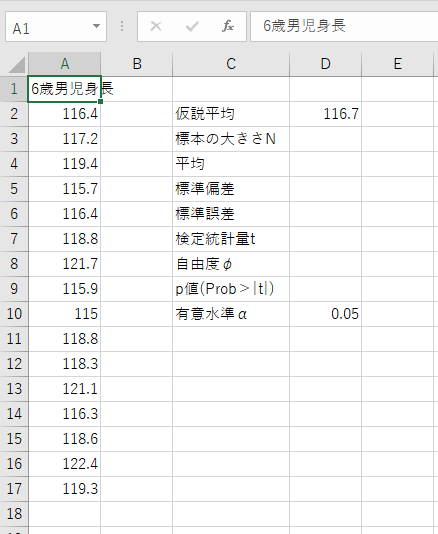 A1 fx 6歳男児身長
A B C D E
1 6歳男児身長
2 116.4 仮説平均 116.7
3 117.2 標本の大きさN
4 119.4 平均
5 115.7 標準偏差
6 116.4 標準誤差
7 118.8 検定統計量t
8 121.7 自由度φ
9 115.9 p値(Prob＞|t|)
10 115 有意水準α 0.05
11 118.8
12 118.3
13 121.1
14 116.3
15 118.6
16 122.4
17 119.3
18